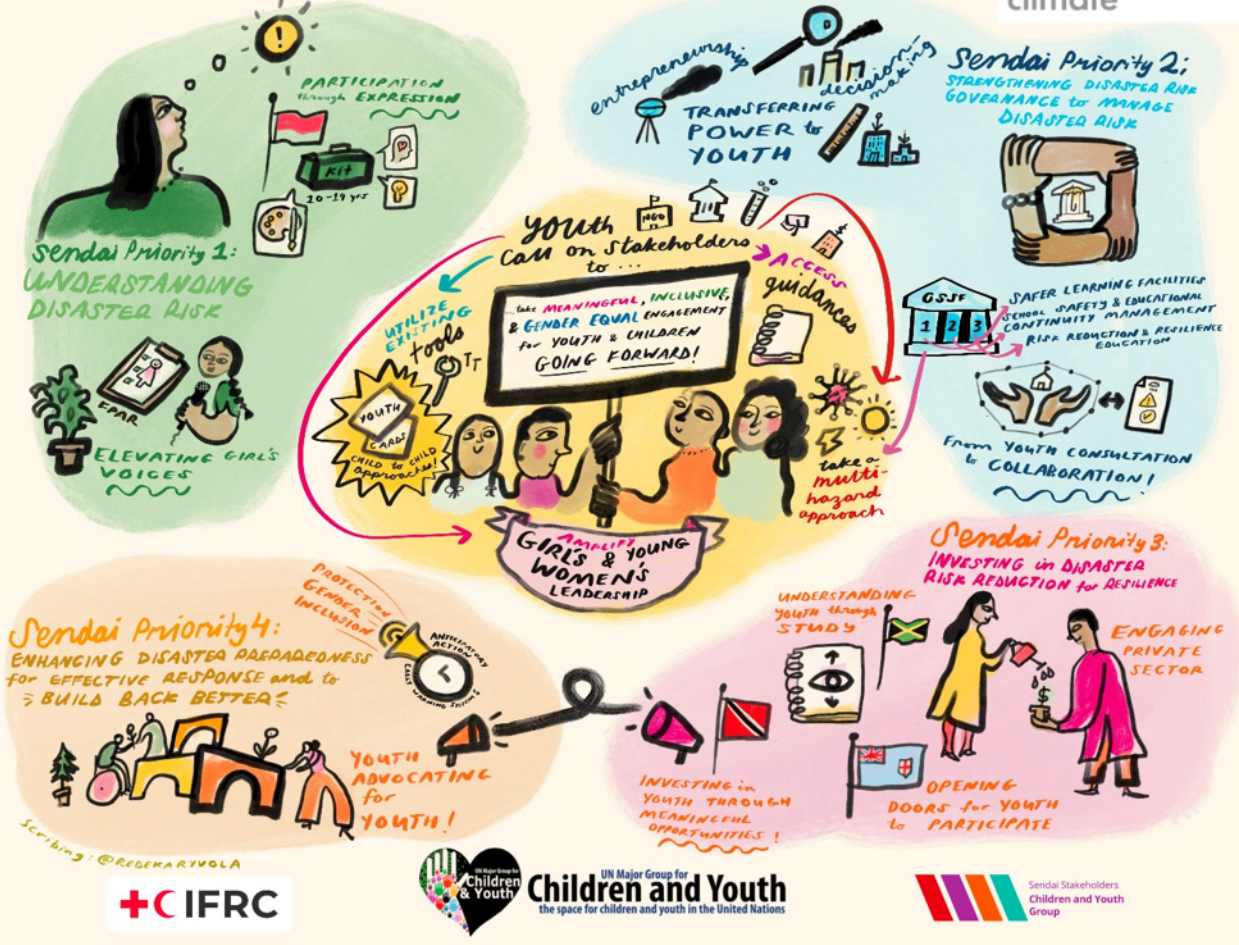 climate
PARTICIPATION
through EXPRESSION
Kit
10-19 yrs
Sendai Priority 1:
UNDERSTANDING
DISASTER RISK
EPAR
ELEVATING GIRL'S
VOICES
entrepreneurship
decision-
making
TRANSFERRING
POWER to
YOUTH
Sendai Priority 2:
STRENGTHENING DISASTER RISK
GOVERNANCE to MANAGE
DISASTER RISK
GSSF
1 2 3
SAFER LEARNING FACILITIES
SCHOOL SAFETY & EDUCATIONAL
CONTINUITY MANAGEMENT
RISK REDUCTION & RESILIENCE
EDUCATION
From YOUTH CONSULTATION
to COLLABORATION!
NGO
YOUTH
CALL on stakeholders
to ...
UTILIZE
EXISTING
tools
ACCESS
guidances
...take MEANINGFUL, INCLUSIVE,
& GENDER EQUAL ENGAGEMENT
for YOUTH & CHILDREN
GOING FORWARD!
YOUTH
CARDS
CHILD to CHILD
approaches!
take a
multi-
hazard
approach
AMPLIFY
GIRL'S & YOUNG
WOMEN'S
LEADERSHIP
Sendai Priority 3:
INVESTING in DISASTER
RISK REDUCTION for RESILIENCE
UNDERSTANDING
YOUTH through
STUDY
ENGAGING
PRIVATE
SECTOR
$
INVESTING in
YOUTH THROUGH
MEANINGFUL
OPPORTUNITIES!
OPENING
DOORS for YOUTH
to PARTICIPATE
Sendai Priority 4:
ENHANCING DISASTER PREPAREDNESS
for EFFECTIVE RESPONSE and to
BUILD BACK BETTER
PROTECTION
GENDER
INCLUSION
ANTICIPATORY
ACTION
EARLY WARNING SYSTEMS
YOUTH
ADVOCATING
for
YOUTH!
Scribing: @REBEKARYVOLA
IFRC
UN Major Group for
Children
& Youth
UN Major Group for
Children and Youth
the space for children and youth in the United Nations
Sendai Stakeholders
Children and Youth
Group